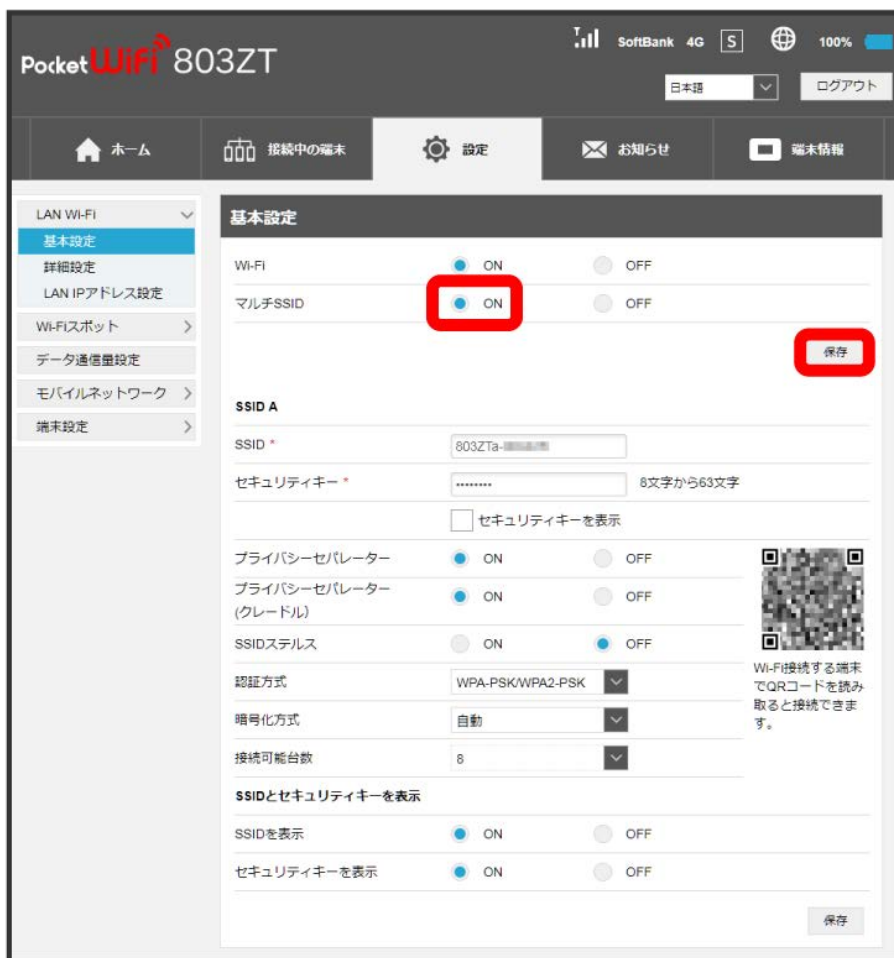 Pocket WiFi 803ZT
SoftBank 4G S 100%
日本語 ログアウト
ホーム 接続中の端末 設定 お知らせ 端末情報
LAN Wi-Fi
基本設定
詳細設定
LAN IPアドレス設定
Wi-Fiスポット
データ通信量設定
モバイルネットワーク
端末設定
基本設定
Wi-Fi ON OFF
マルチSSID ON OFF
保存
SSID A
SSID * 803ZTa-
セキュリティキー * ........ 8文字から63文字
セキュリティキーを表示
プライバシーセパレーター ON OFF
プライバシーセパレーター
(クレードル) ON OFF
SSIDステルス ON OFF
認証方式 WPA-PSK/WPA2-PSK
暗号化方式 自動
接続可能台数 8
Wi-Fi接続する端末
でQRコードを読み
取ると接続できま
す。
SSIDとセキュリティキーを表示
SSIDを表示 ON OFF
セキュリティキーを表示 ON OFF
保存